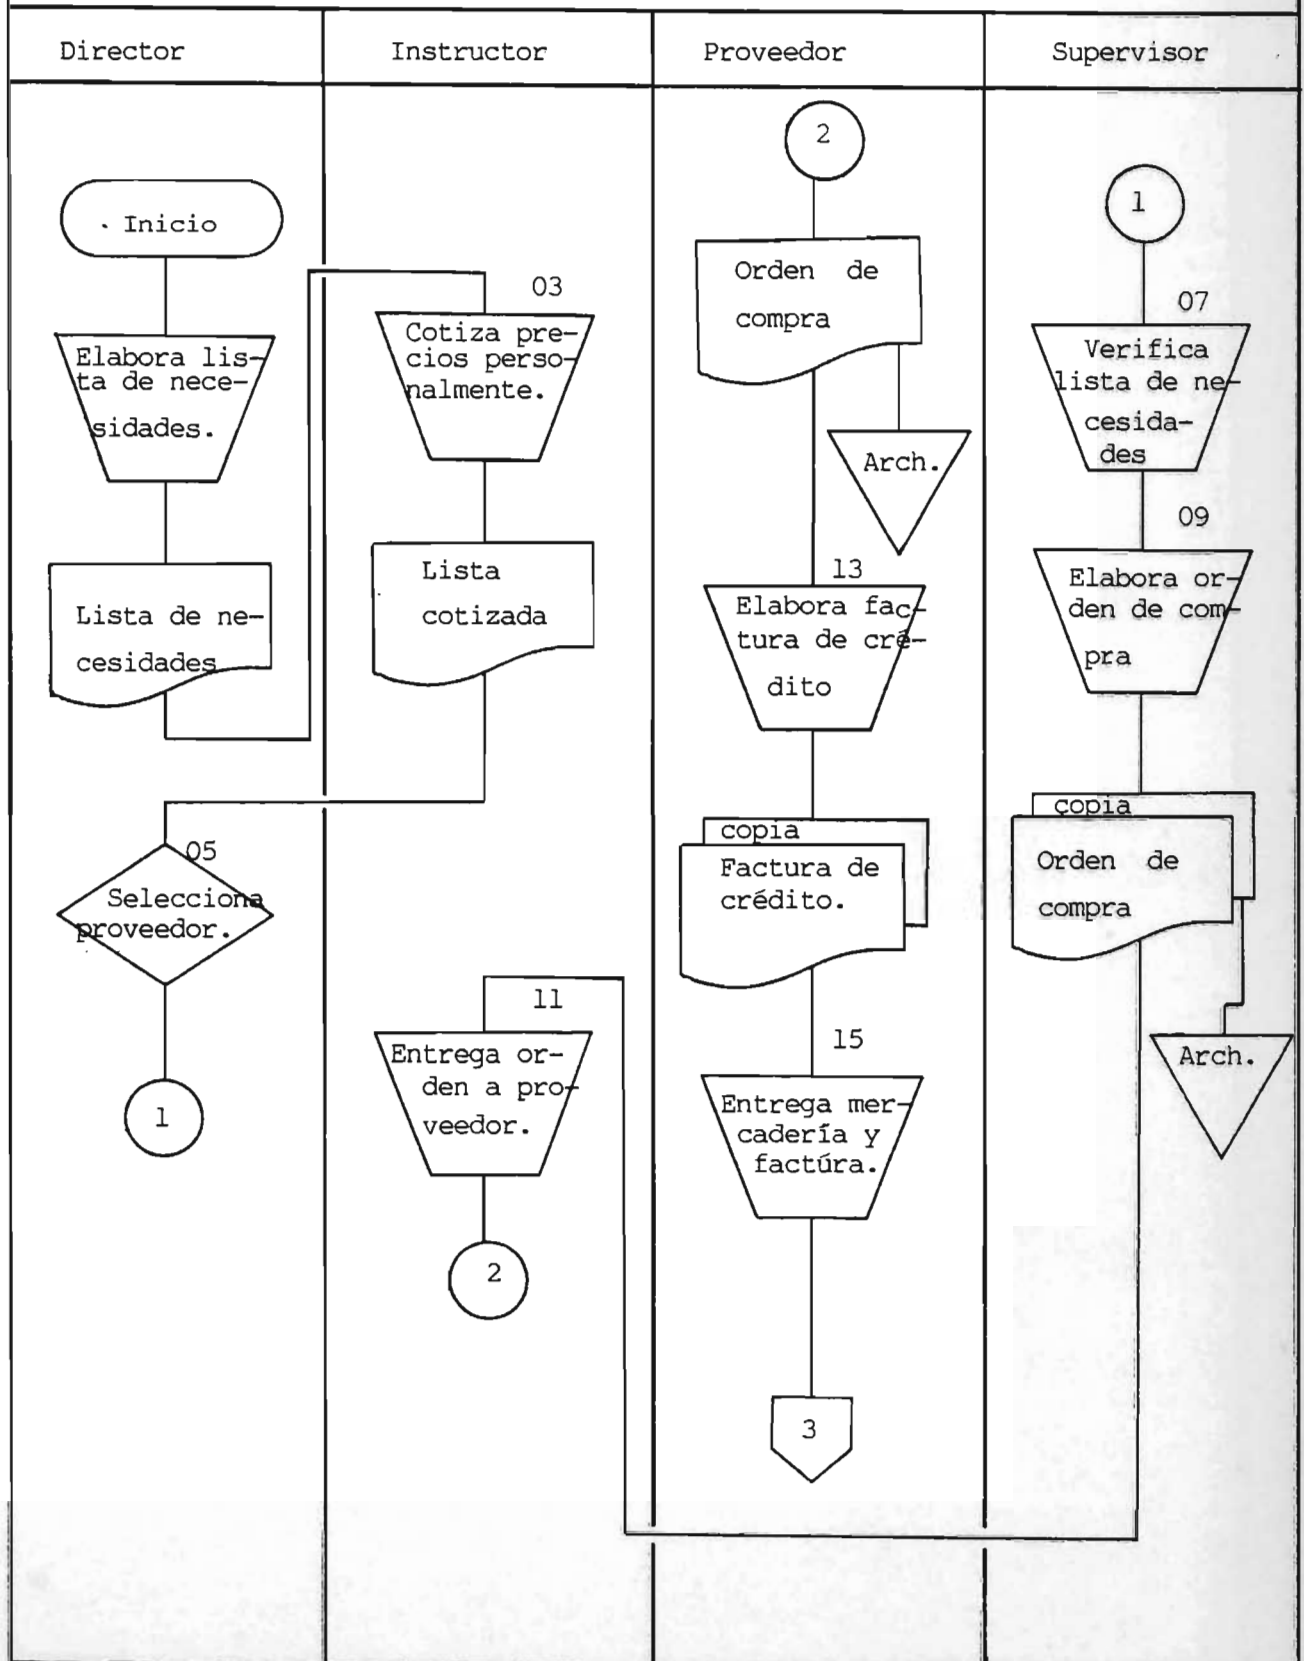 Director
Instructor
Proveedor
Supervisor
. Inicio
Elabora lis-
ta de nece-
sidades.
Lista de ne-
cesidades
05
Selecciona
proveedor.
1
03
Cotiza pre-
cios perso-
nalmente.
Lista
cotizada
11
Entrega or-
den a pro-
veedor.
2
2
Orden de
compra
Arch.
13
Elabora fac-
tura de cré-
dito
copia
Factura de
crédito.
15
Entrega mer-
cadería y
factúra.
3
1
07
Verifica
lista de ne-
cesida-
des
09
Elabora or-
den de com-
pra
copia
Orden de
compra
Arch.